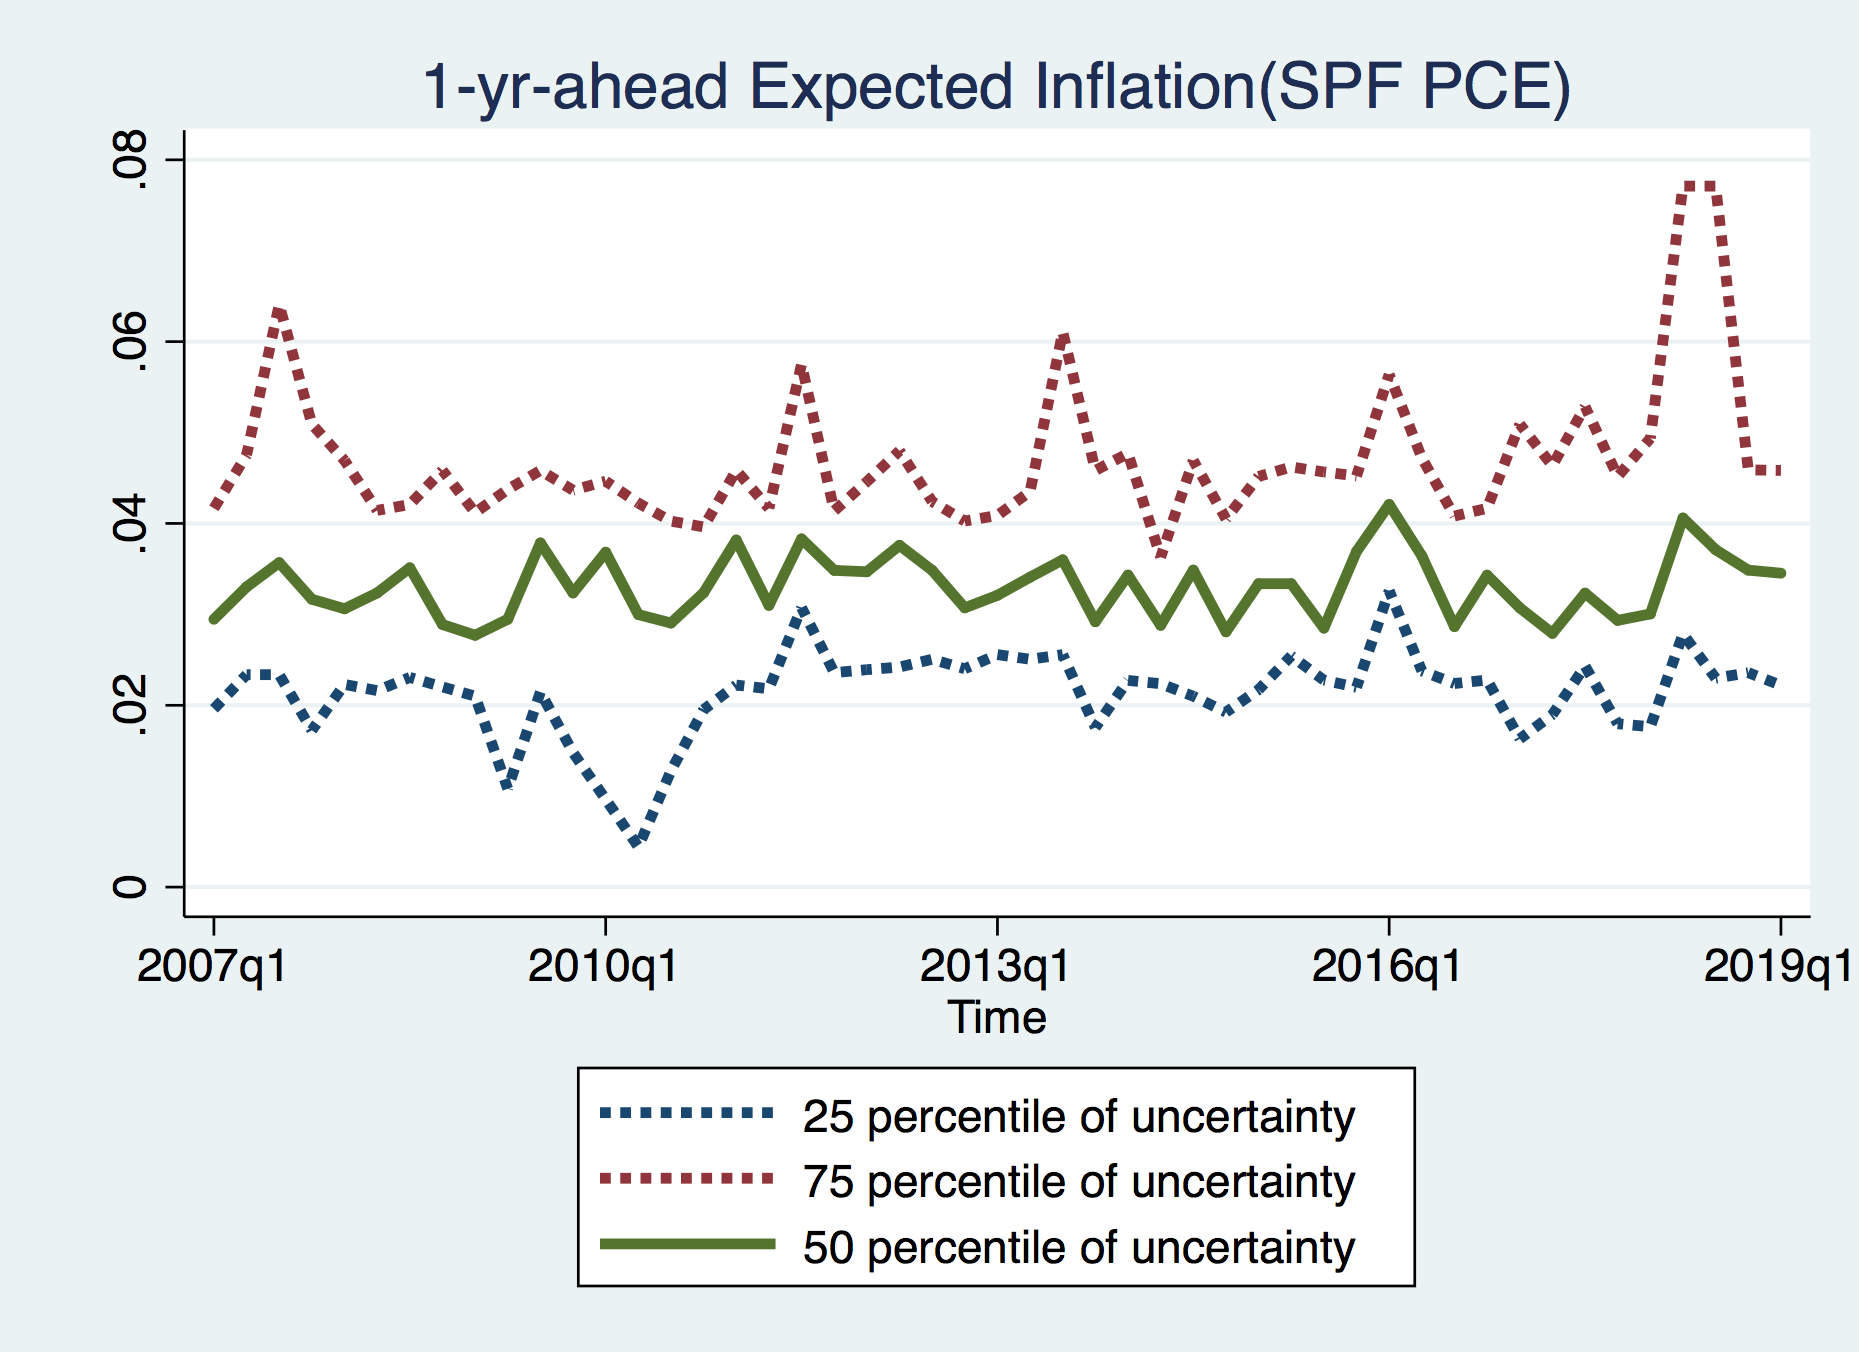 1-yr-ahead Expected Inflation(SPF PCE)
.08
.06
.04
.02
0
2007q1 2010q1 2013q1 2016q1 2019q1
Time
25 percentile of uncertainty
75 percentile of uncertainty
50 percentile of uncertainty